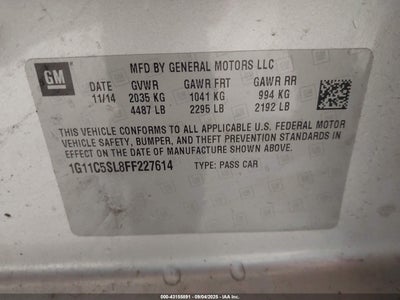 GM
MFD BY GENERAL MOTORS LLC
DATE GVWR GAWR FRT GAWR RR
11/14 2035 KG 1041 KG 994 KG
4487 LB 2295 LB 2192 LB
THIS VEHICLE CONFORMS TO ALL APPLICABLE U.S. FEDERAL MOTOR
VEHICLE SAFETY, BUMPER, AND THEFT PREVENTION STANDARDS
IN EFFECT ON THE DATE OF MANUFACTURE SHOWN ABOVE.
1G11C5SL8FF227614 TYPE: PASS CAR
000-43155091 - 09/04/2025 - IAA Inc.